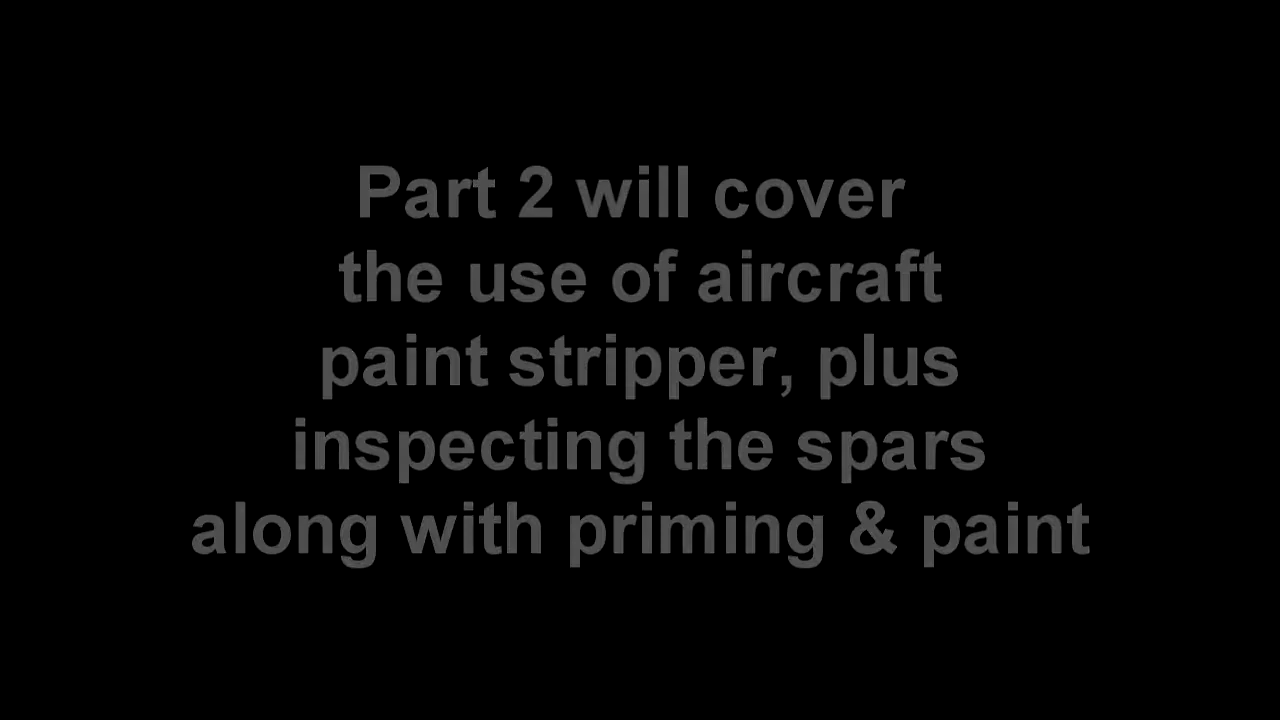 Part 2 will cover
the use of aircraft
paint stripper, plus
inspecting the spars
along with priming & paint